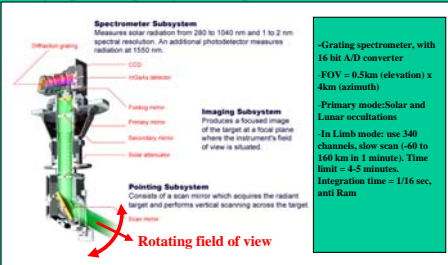 Spectrometer Subsystem
Measures solar radiation from 280 to 1040 nm and 1 to 2 nm
spectral resolution. An additional photodetector measures
radiation at 1550 nm.
Diffraction grating
CCD
InGaAs detector
Folding mirror
Primary mirror
Secondary mirror
Solar attenuator
Imaging Subsystem
Produces a focused image
of the target at a focal plane
where the instrument's field
of view is situated.
Pointing Subsystem
Consists of a scan mirror which acquires the radiant
target and performs vertical scanning across the target.
Scan mirror
Rotating field of view
-Grating spectrometer, with
16 bit A/D converter
-FOV = 0.5km (elevation) x
4km (azimuth)
-Primary mode:Solar and
Lunar occultations
-In Limb mode: use 340
channels, slow scan (-60 to
160 km in 1 minute). Time
limit = 4-5 minutes.
Integration time = 1/16 sec,
anti Ram